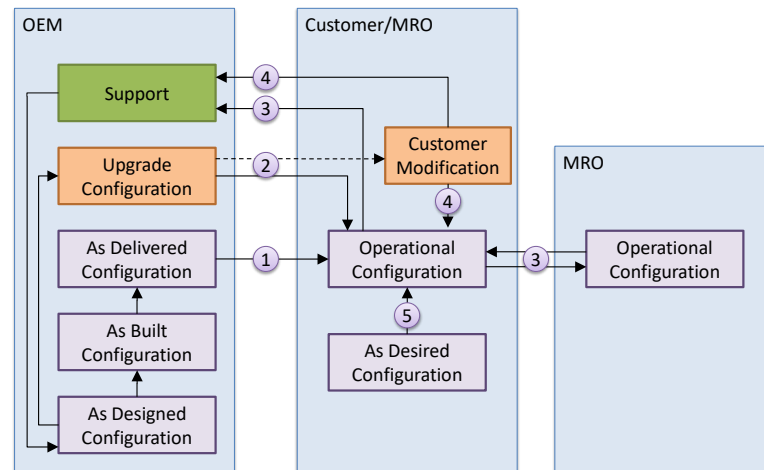 OEM
Support
Upgrade
Configuration
As Delivered
Configuration
As Built
Configuration
As Designed
Configuration
Customer/MRO
4
3
2
1
Customer
Modification
4
Operational
Configuration
5
As Desired
Configuration
MRO
3
Operational
Configuration